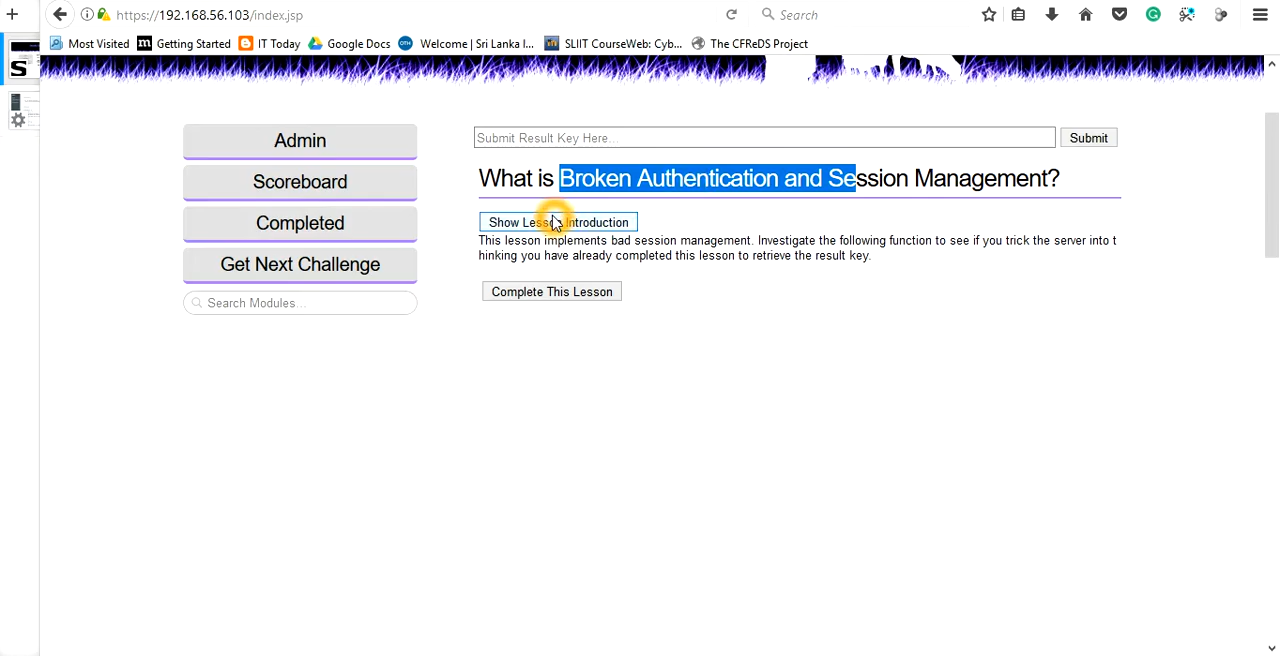 https://192.168.56.103/index.jsp
Search
Most Visited
Getting Started
IT Today
Google Docs
Welcome | Sri Lanka I...
SLIIT CourseWeb: Cyb...
The CFReDS Project
S
Admin
Scoreboard
Completed
Get Next Challenge
Search Modules...
Submit Result Key Here...
Submit
What is Broken Authentication and Session Management?
Show Lesson Introduction
This lesson implements bad session management. Investigate the following function to see if you trick the server into t
hinking you have already completed this lesson to retrieve the result key.
Complete This Lesson